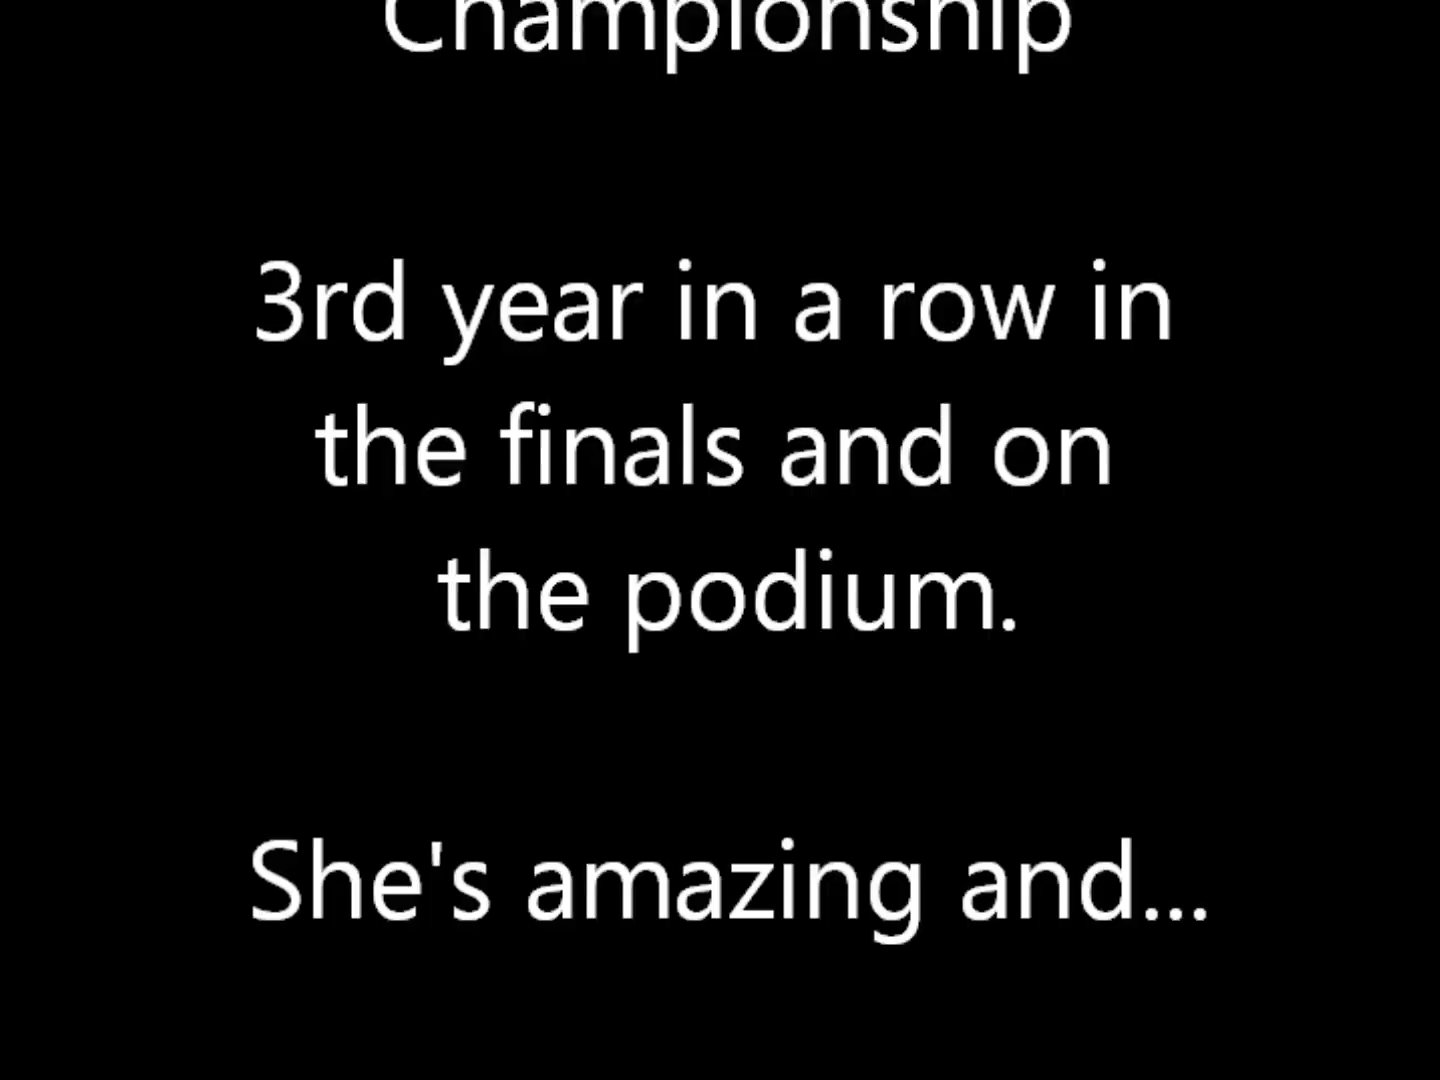 Championship
3rd year in a row in
the finals and on
the podium.
She's amazing and...